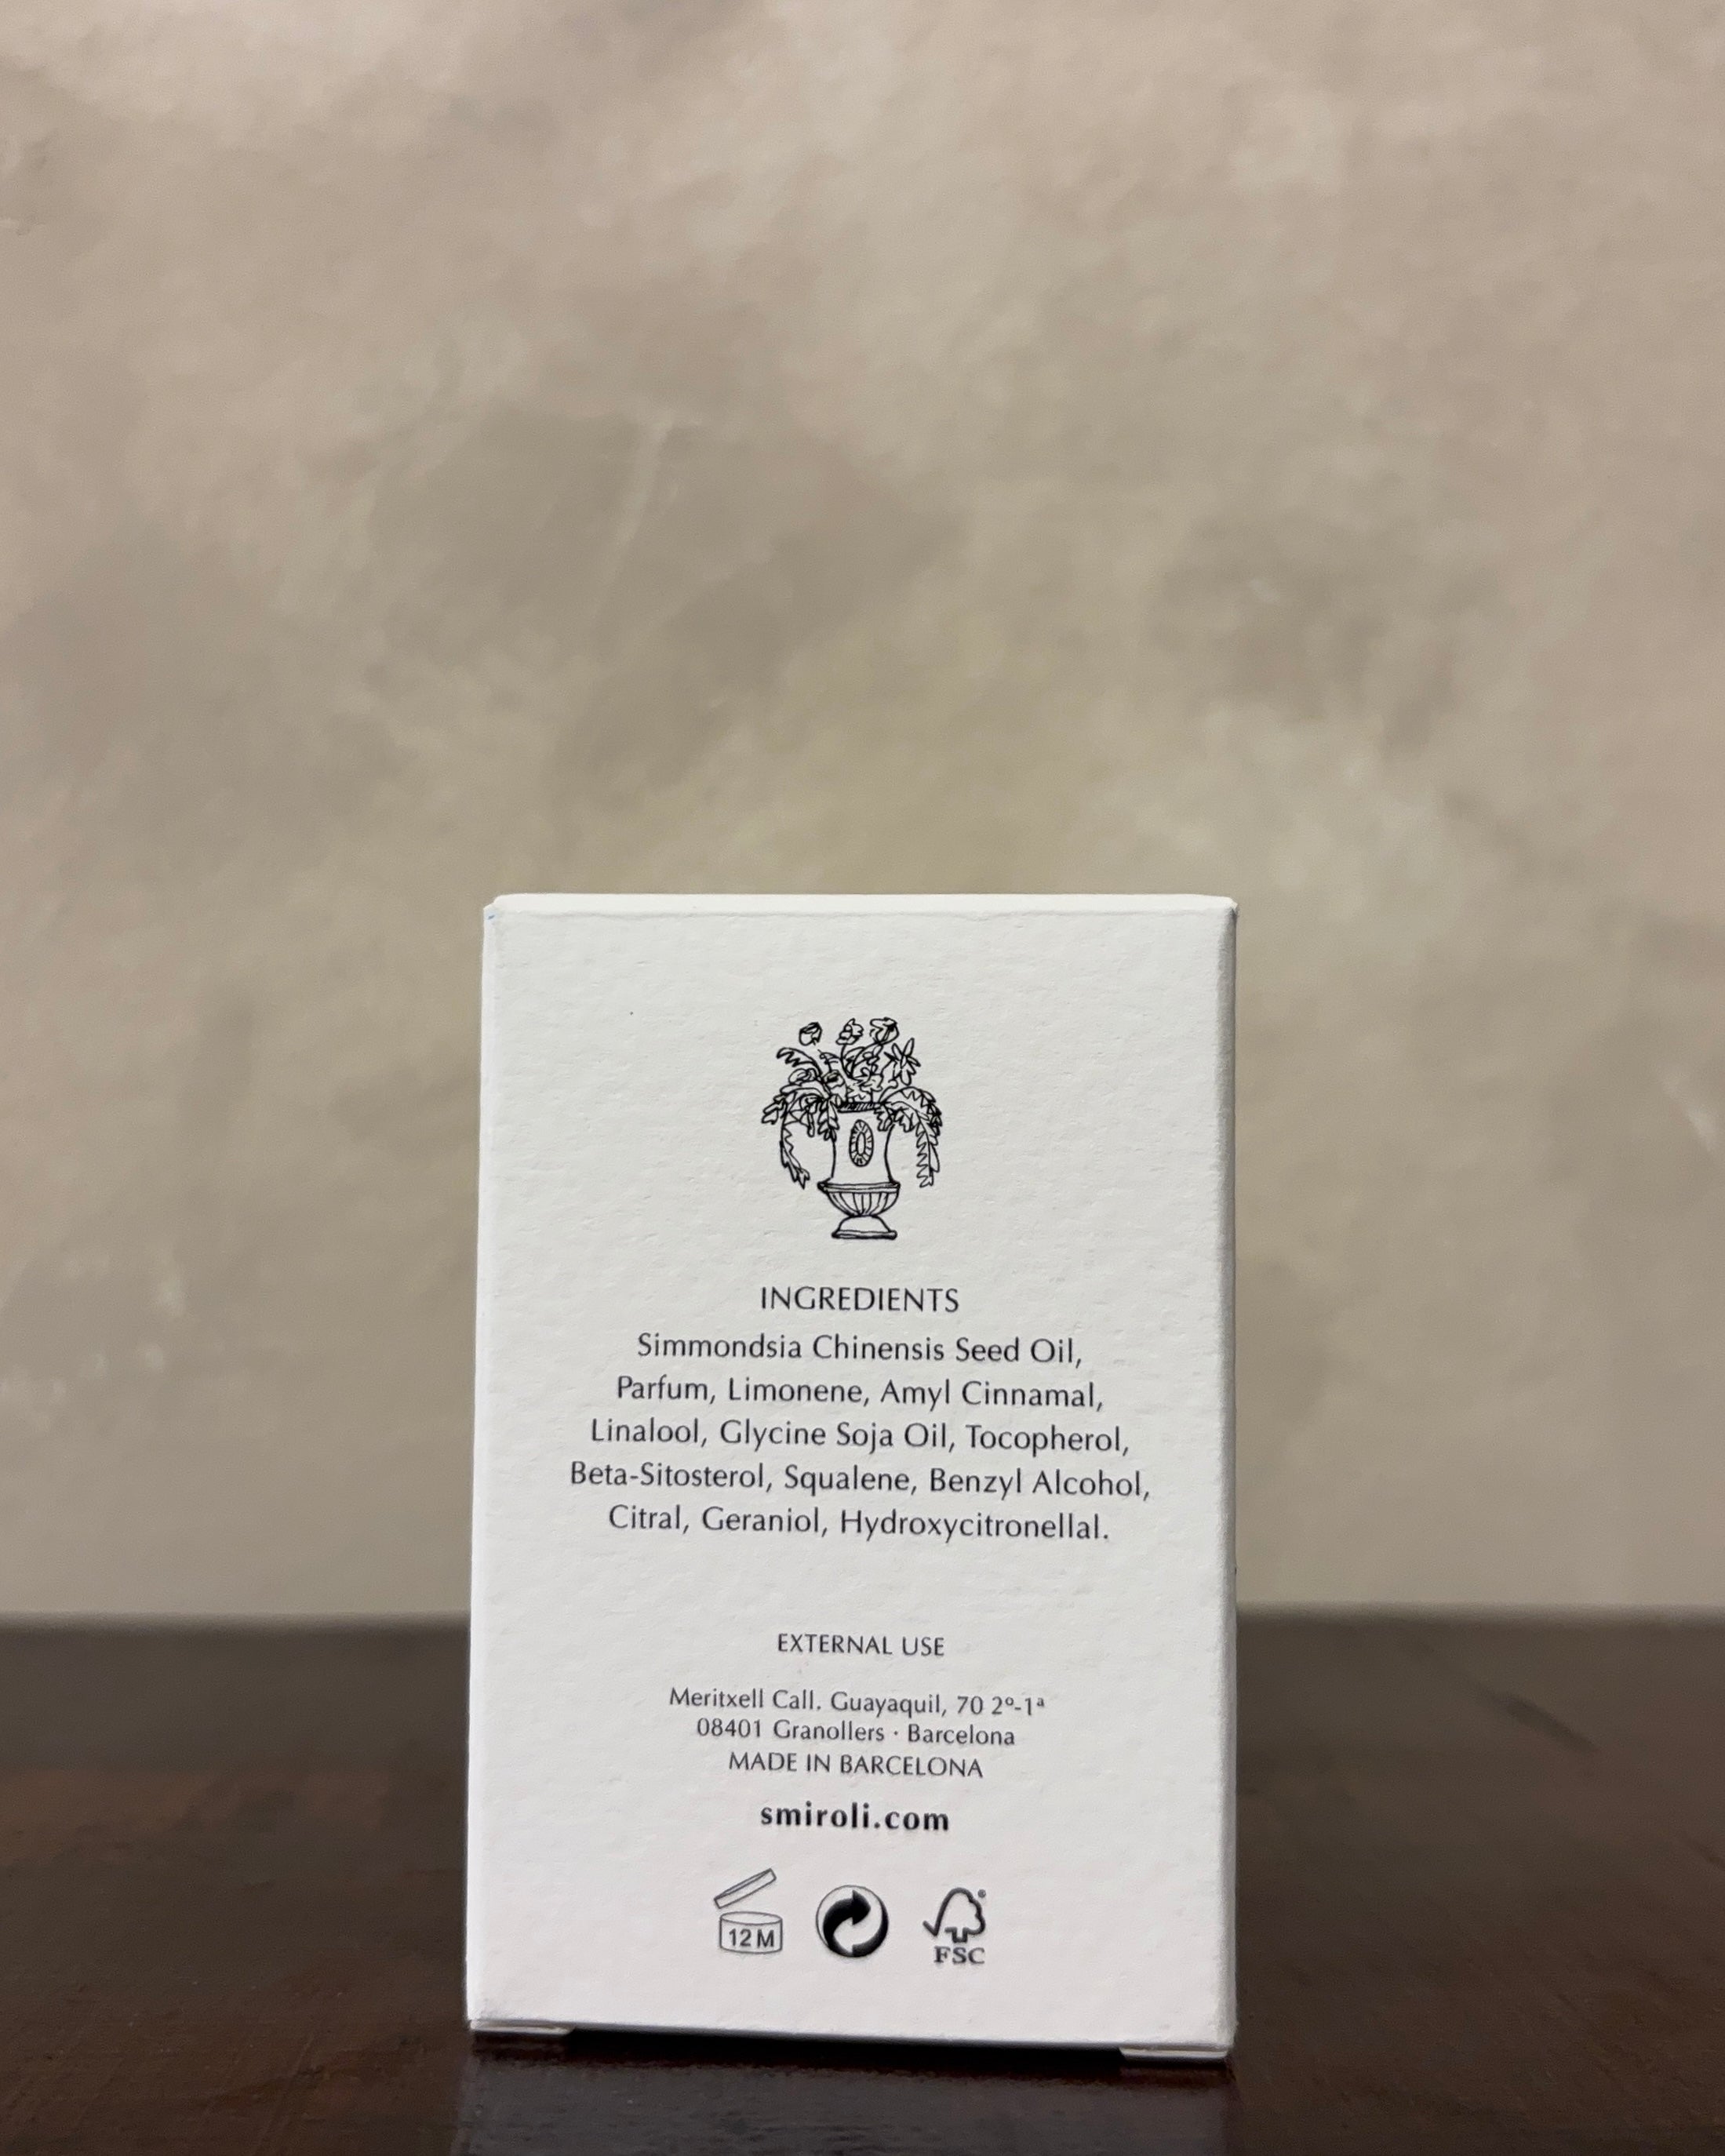 INGREDIENTS
Simmondsia Chinensis Seed Oil,
Parfum, Limonene, Amyl Cinnamal,
Linalool, Glycine Soja Oil, Tocopherol,
Beta-Sitosterol, Squalene, Benzyl Alcohol,
Citral, Geraniol, Hydroxycitronellal.
EXTERNAL USE
Meritxell Call. Guayaquil, 70 2º-1ª
08401 Granollers · Barcelona
MADE IN BARCELONA
smiroli.com
12 M
FSC